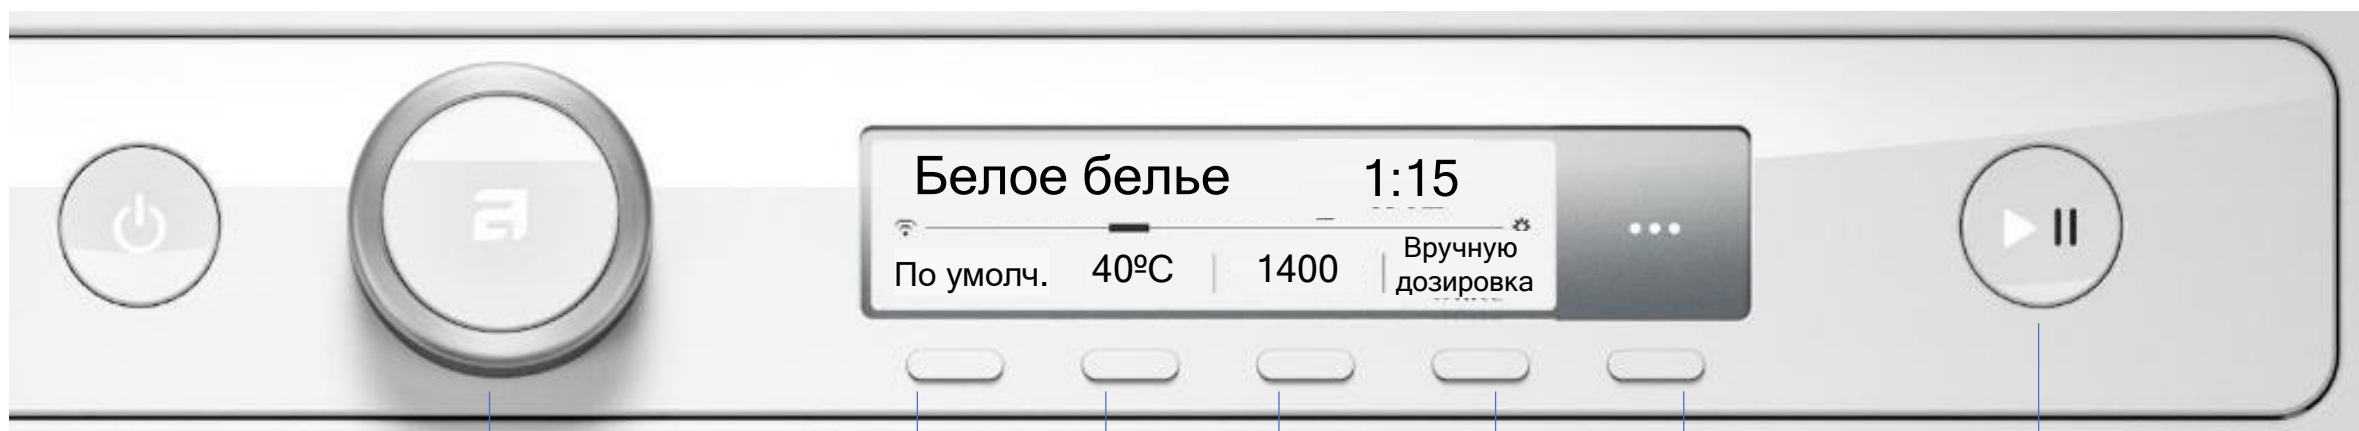 Белое белье 1:15
По умолч. 40ºC 1400 Вручную
дозировка